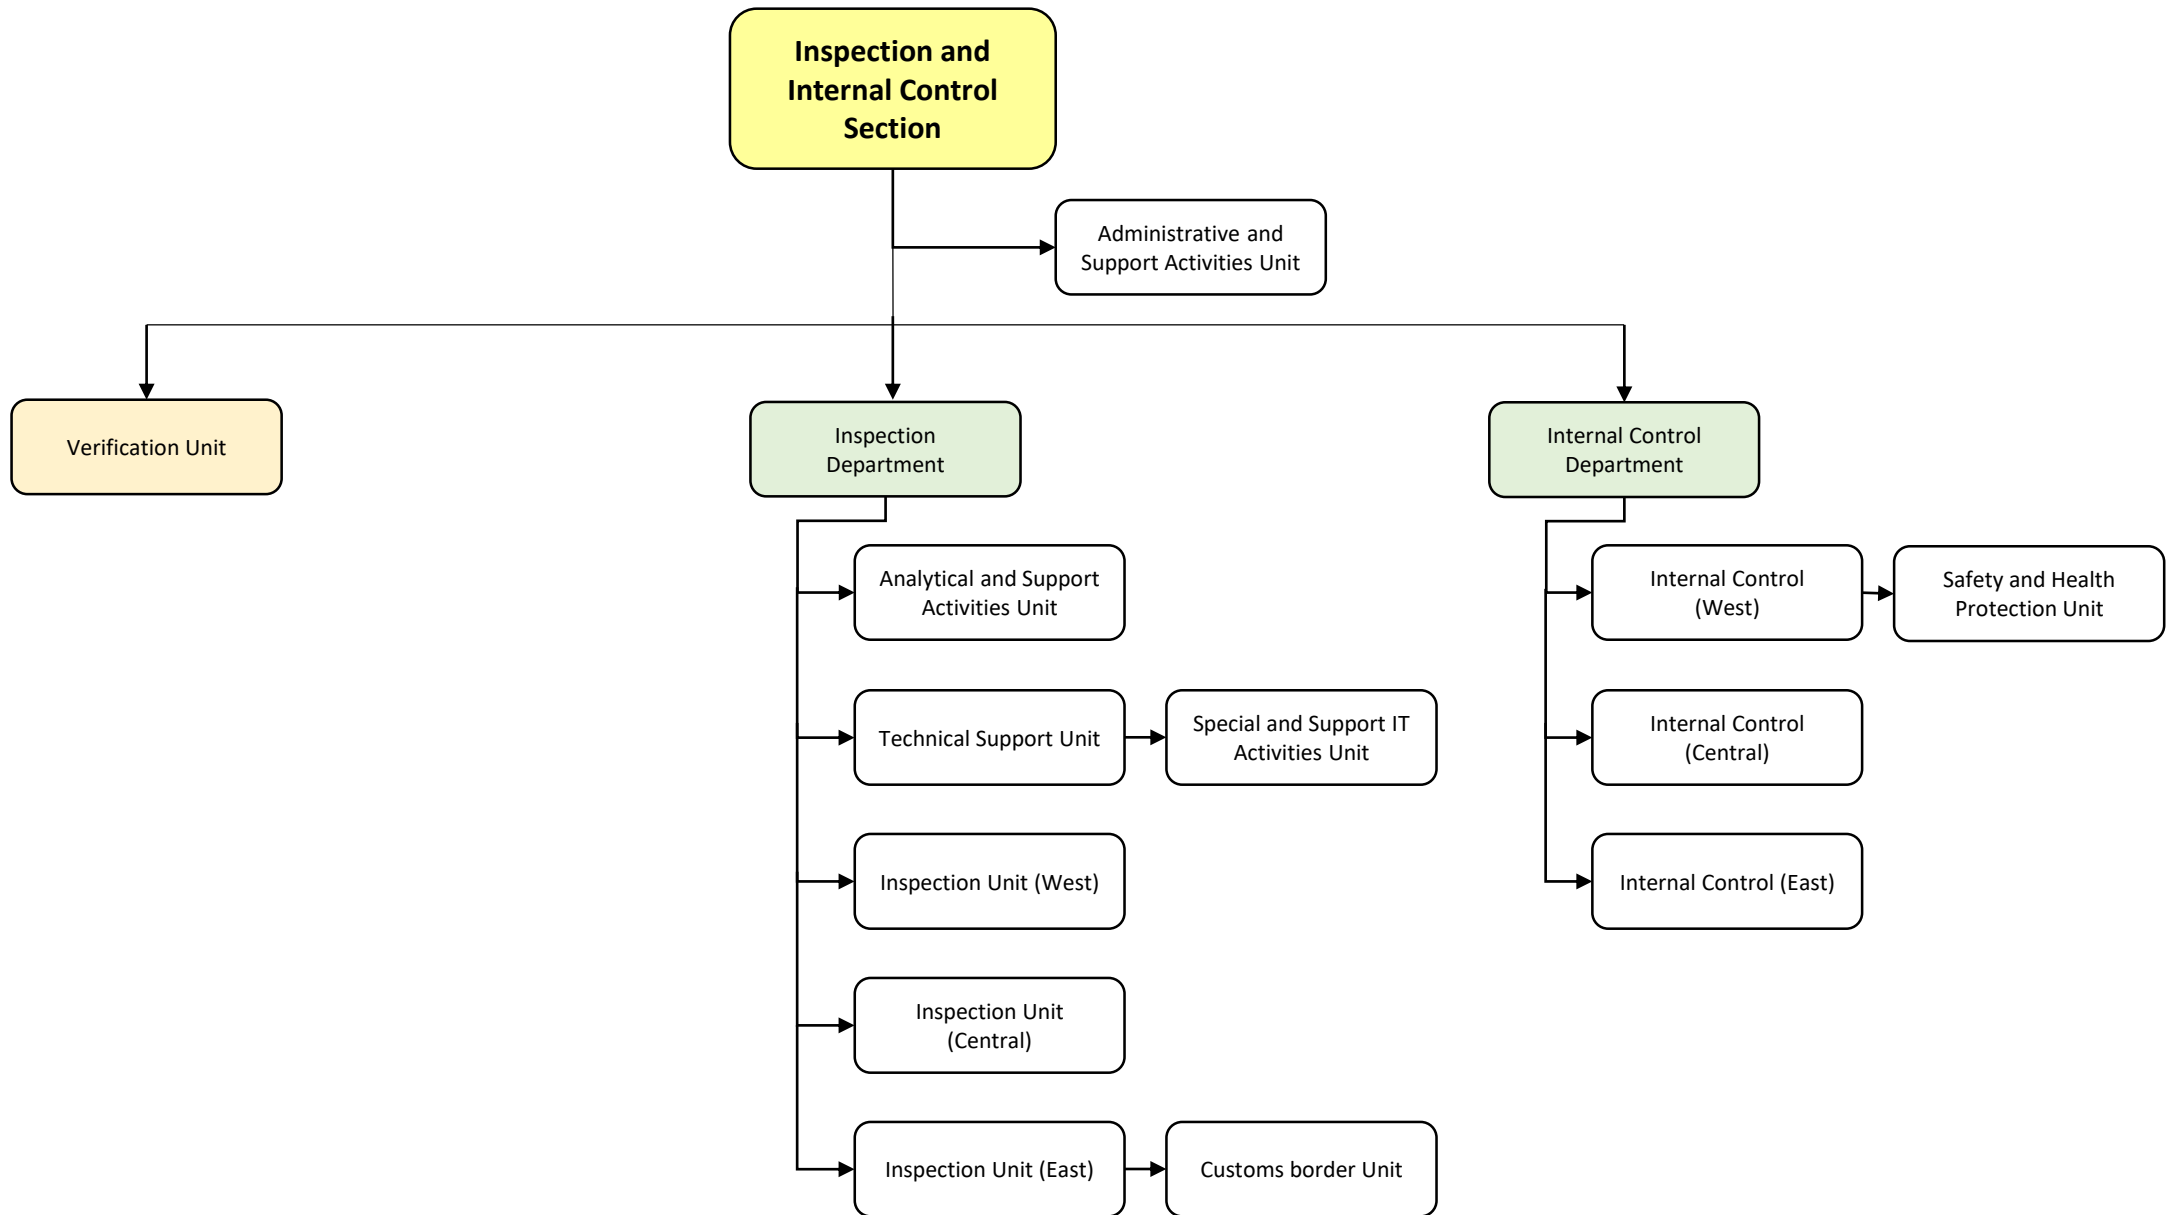 Inspection and
Internal Control
Section
Administrative and
Support Activities Unit
Verification Unit
Inspection
Department
Internal Control
Department
Analytical and Support
Activities Unit
Internal Control
(West)
Safety and Health
Protection Unit
Technical Support Unit
Special and Support IT
Activities Unit
Internal Control
(Central)
Inspection Unit (West)
Internal Control (East)
Inspection Unit
(Central)
Inspection Unit (East)
Customs border Unit